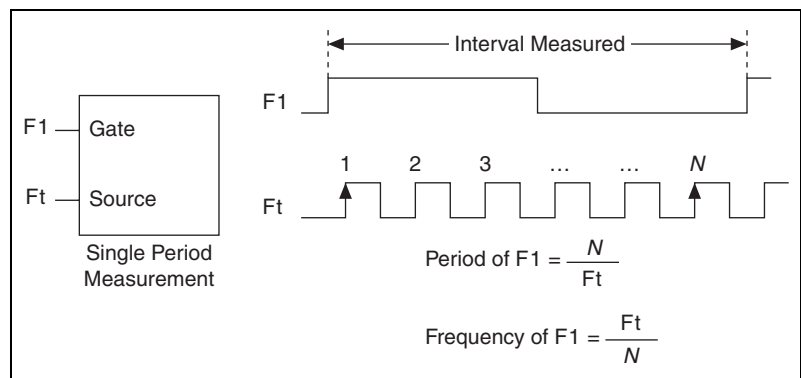 Interval Measured
F1
F1 Gate
1 2 3 … … N
Ft Source
Ft
Single Period
Measurement
Period of F1 = N
Ft
Frequency of F1 = Ft
N